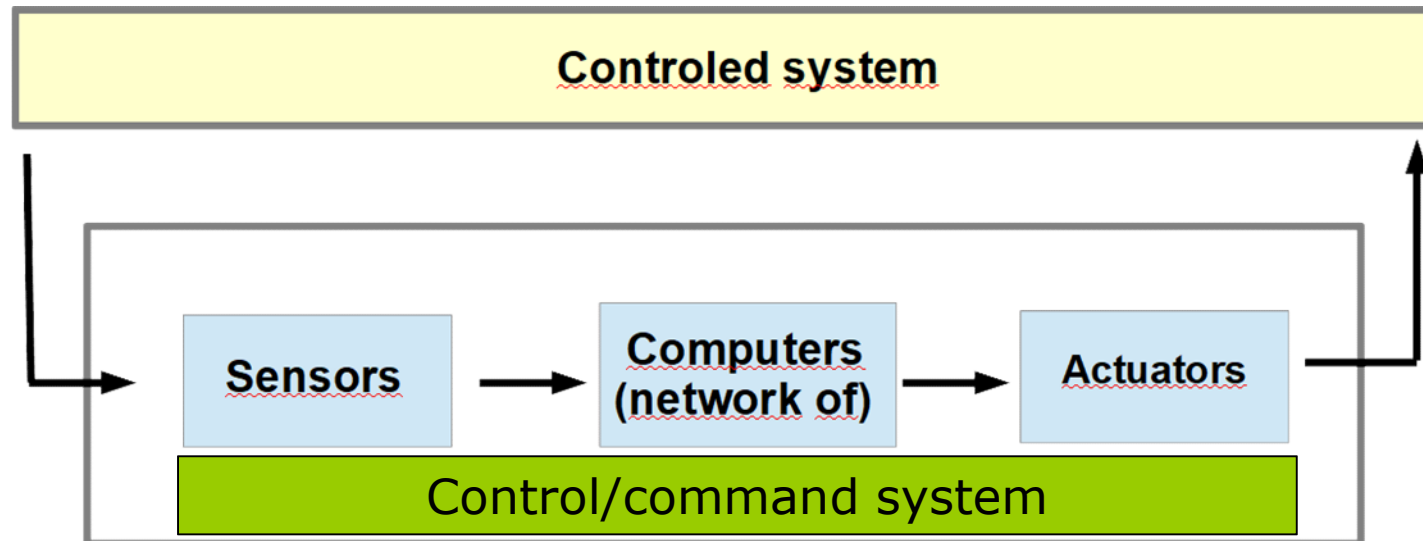 Controled system
Sensors
Computers
(network of)
Actuators
Control/command system